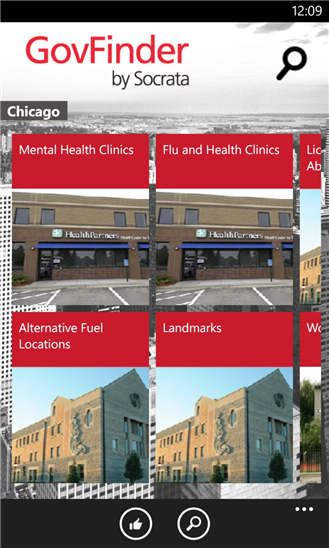 12:09
GovFinder
by Socrata
Chicago
Mental Health Clinics
Flu and Health Clinics
Lic
Ab
HealthPartners
HealthPartners
Alternative Fuel
Locations
Landmarks
Wo